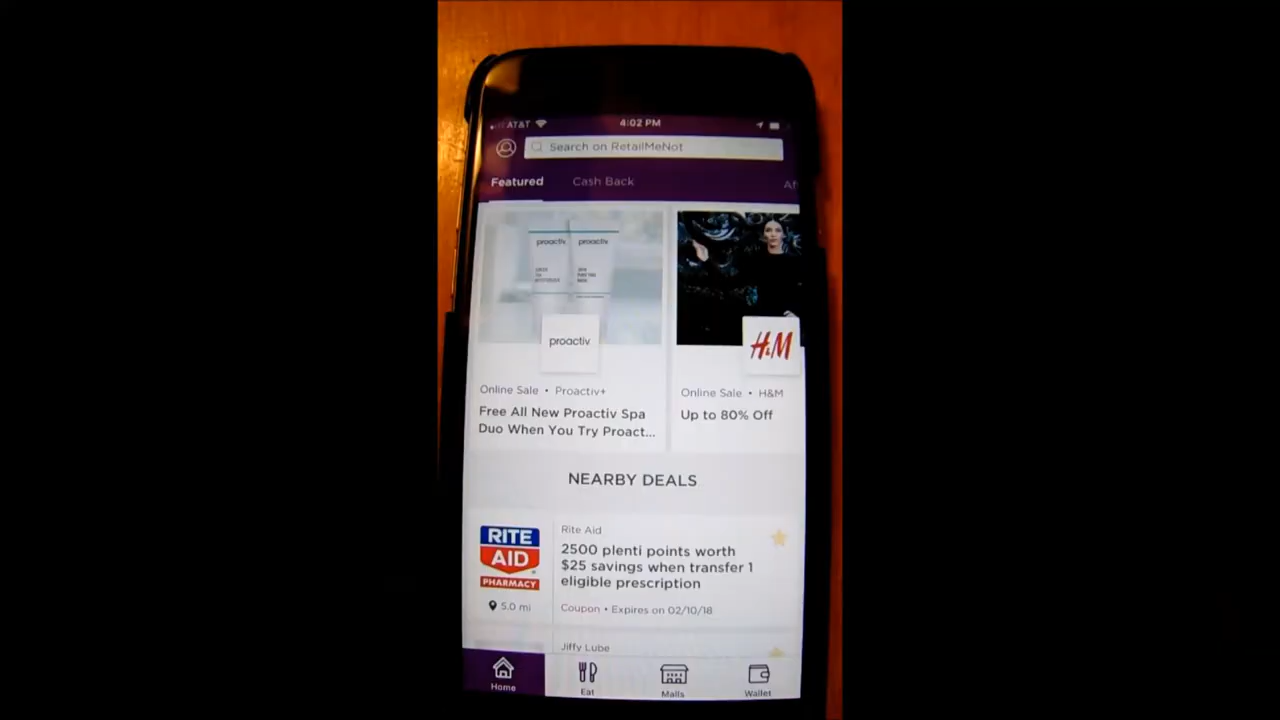 AT&T 4:02 PM
Search on RetailMeNot
Featured Cash Back
proactiv proactiv
proactiv
H&M
Online Sale • Proactiv+
Free All New Proactiv Spa
Duo When You Try Proact...
Online Sale • H&M
Up to 80% Off
NEARBY DEALS
RITE
AID
PHARMACY
5.0 mi
Rite Aid
2500 plenti points worth
$25 savings when transfer 1
eligible prescription
Coupon • Expires on 02/10/18
Jiffy Lube
Home Eat Malls Wallet